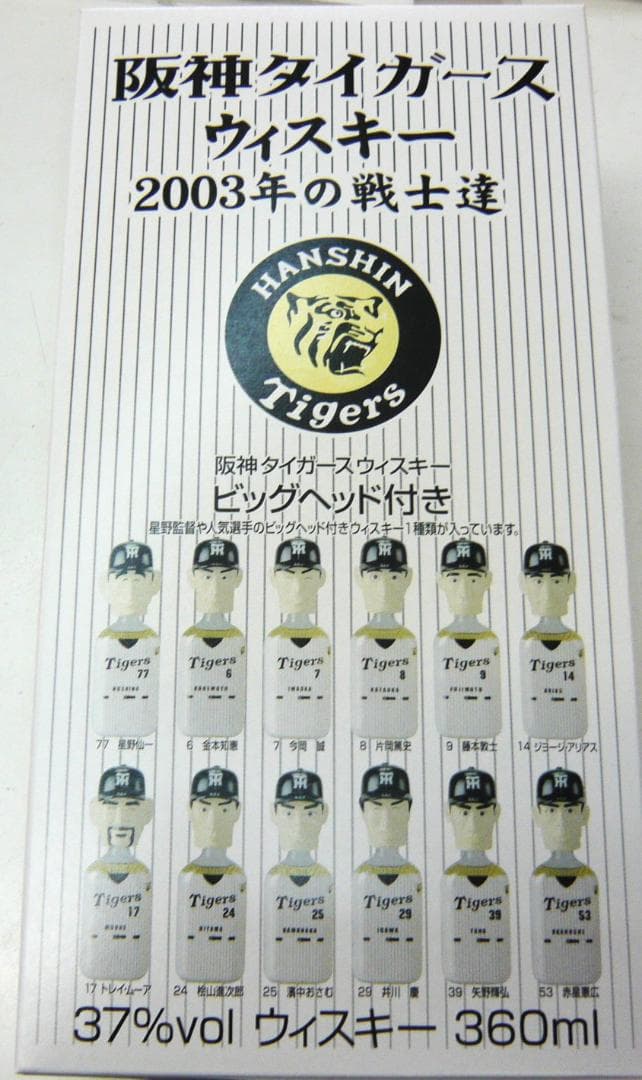 阪神タイガース
ウィスキー
2003年の戦士達
HANSHIN
Tigers
阪神タイガースウィスキー
ビッグヘッド付き
星野監督や人気選手のビッグヘッド付きウィスキー1種類が入っています。
Tigers 77 Tigers 6 Tigers 7 Tigers 8 Tigers 9 Tigers 14
77 星野仙一 6 金本知憲 7 今岡 誠 8 片岡篤史 9 藤本敦士 14 ジョージ・アリアス
Tigers 17 Tigers 24 Tigers 25 Tigers 29 Tigers 39 Tigers 53
17 トレイ・ムーア 24 桧山進次郎 25 濱中おさむ 29 井川 慶 39 矢野輝弘 53 赤星憲広
37%vol ウィスキー 360ml